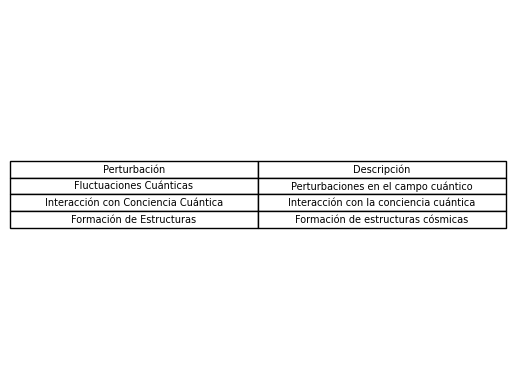 Perturbación Descripción
Fluctuaciones Cuánticas Perturbaciones en el campo cuántico
Interacción con Conciencia Cuántica Interacción con la conciencia cuántica
Formación de Estructuras Formación de estructuras cósmicas